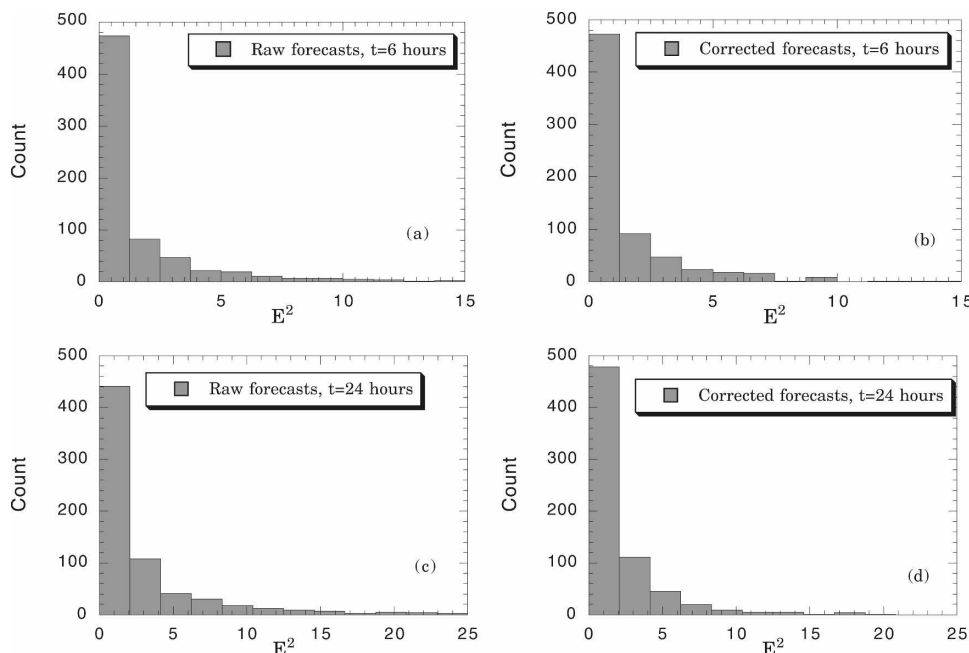 500
400
300
200
100
0
Count
Raw forecasts, t=6 hours
(a)
0 5 10 15
E²
500
400
300
200
100
0
Count
Corrected forecasts, t=6 hours
(b)
0 5 10 15
E²
500
400
300
200
100
0
Count
Raw forecasts, t=24 hours
(c)
0 5 10 15 20 25
E²
500
400
300
200
100
0
Count
Corrected forecasts, t=24 hours
(d)
0 5 10 15 20 25
E²